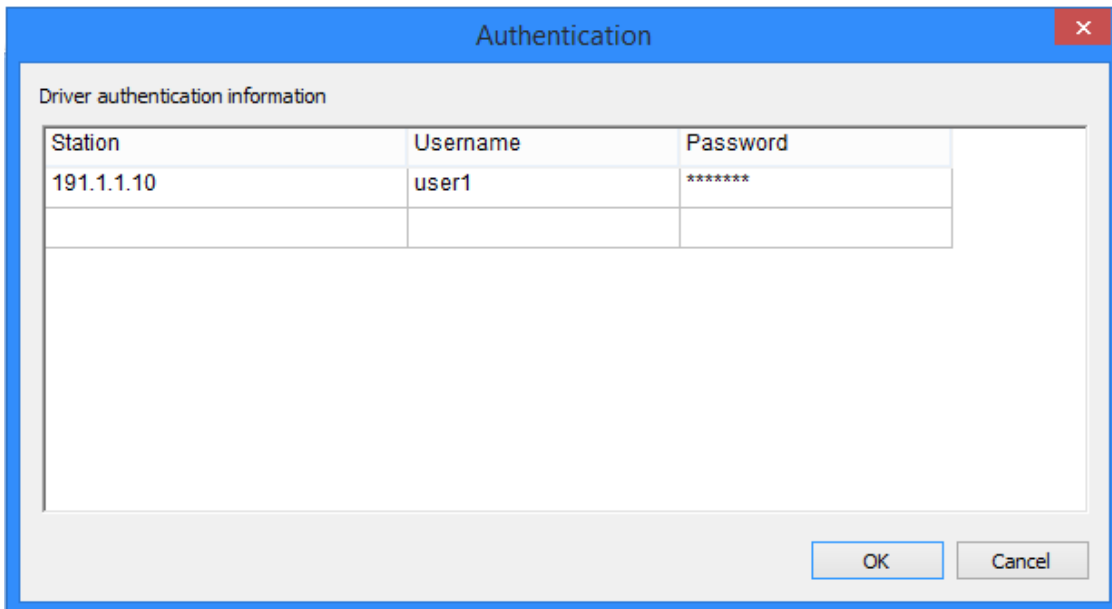 Authentication
Driver authentication information
Station Username Password
191.1.1.10 user1 *******
OK Cancel